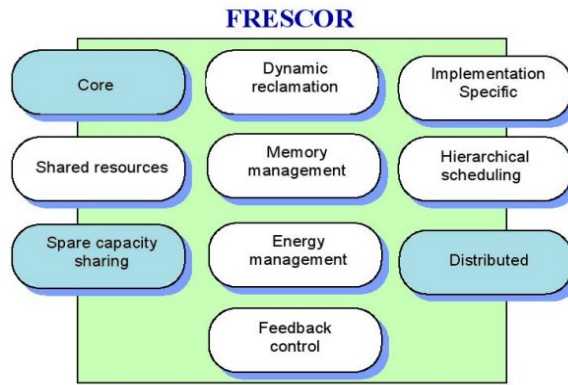 FRESCOR
Core
Dynamic
reclamation
Implementation
Specific
Shared resources
Memory
management
Hierarchical
scheduling
Spare capacity
sharing
Energy
management
Distributed
Feedback
control